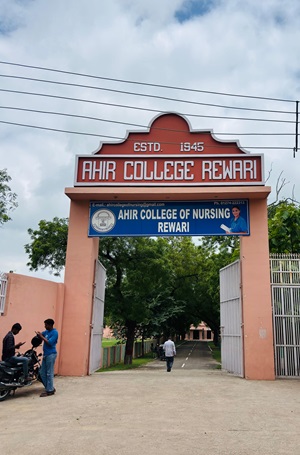 ESTD 1945
AHIR COLLEGE REWARI
AHIR COLLEGE OF NURSING
REWARI